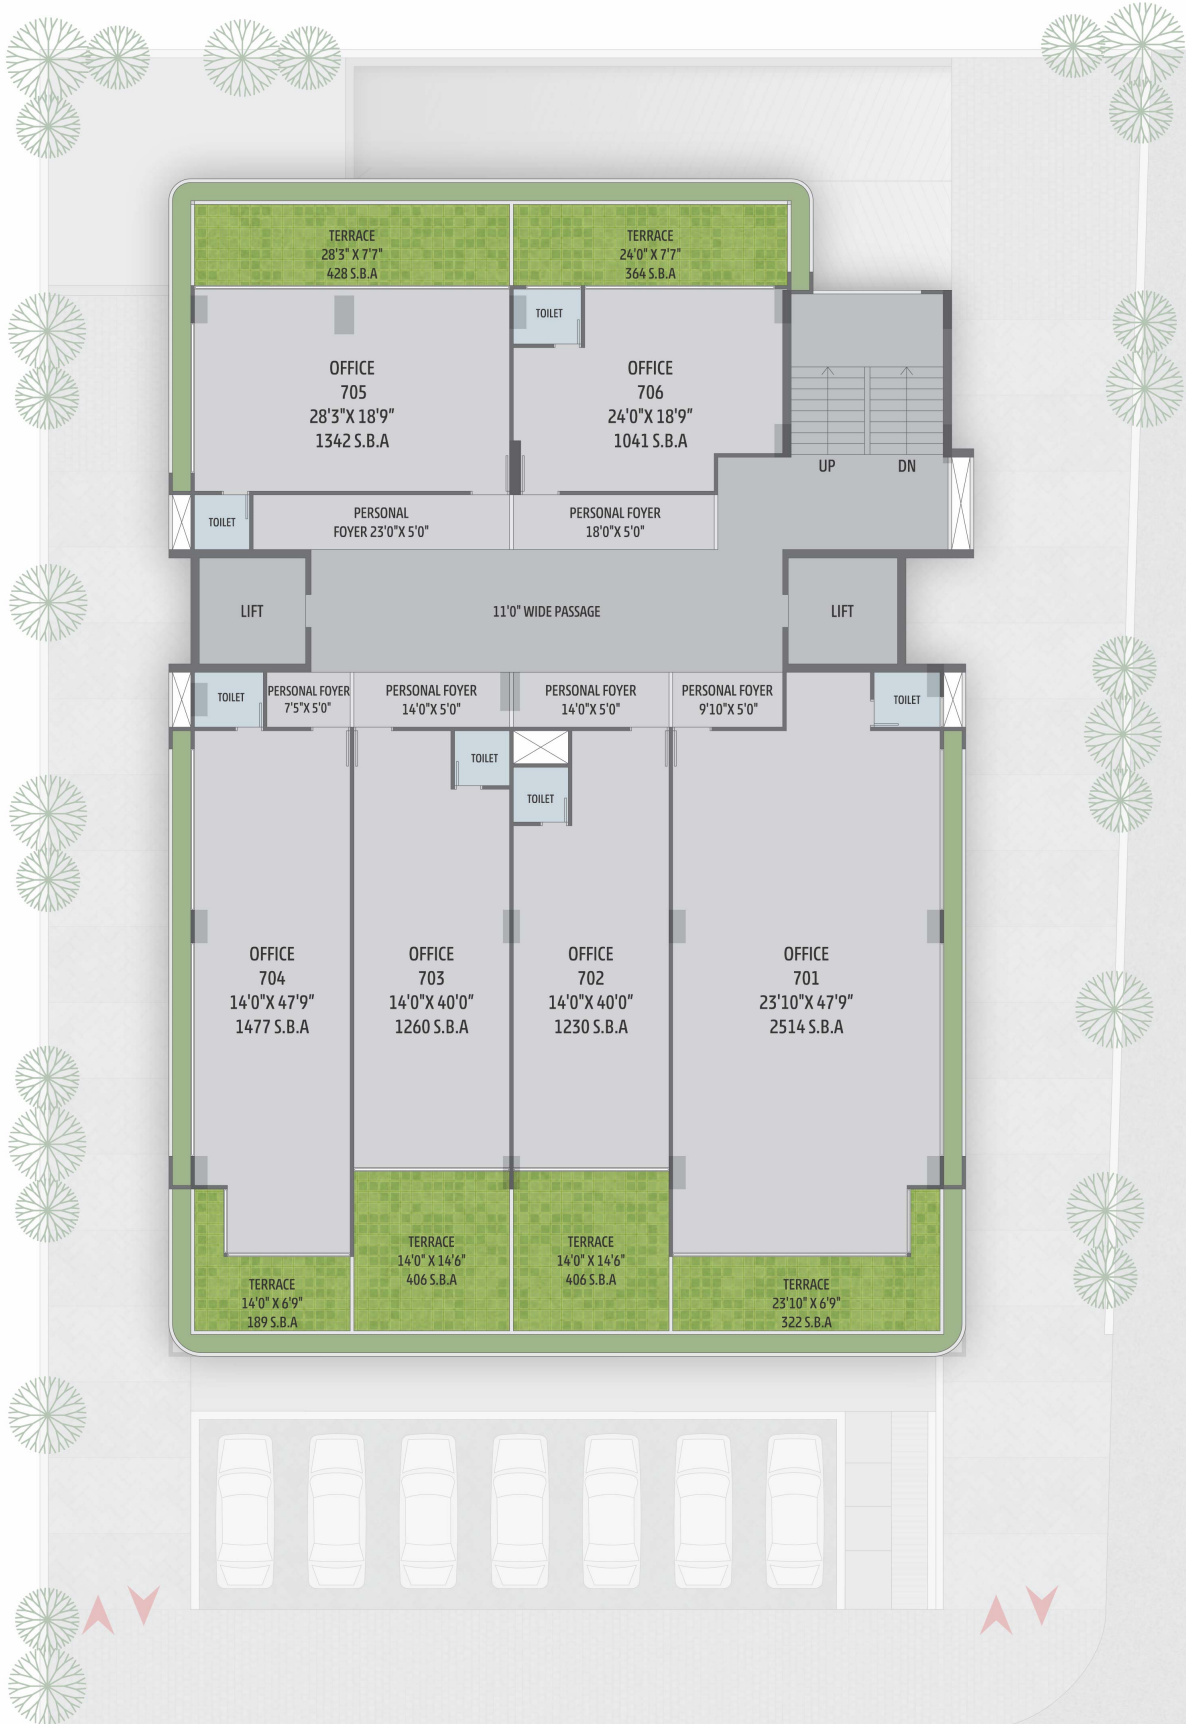 TERRACE
28'3" X 7'7"
428 S.B.A
TERRACE
24'0" X 7'7"
364 S.B.A
TOILET
OFFICE
705
28'3"X 18'9"
1342 S.B.A
OFFICE
706
24'0"X 18'9"
1041 S.B.A
UP
DN
TOILET
PERSONAL
FOYER 23'0"X 5'0"
PERSONAL FOYER
18'0"X 5'0"
LIFT
11'0" WIDE PASSAGE
LIFT
TOILET
PERSONAL FOYER
7'5"X 5'0"
PERSONAL FOYER
14'0"X 5'0"
PERSONAL FOYER
14'0"X 5'0"
PERSONAL FOYER
9'10"X 5'0"
TOILET
TOILET
TOILET
OFFICE
704
14'0"X 47'9"
1477 S.B.A
OFFICE
703
14'0"X 40'0"
1260 S.B.A
OFFICE
702
14'0"X 40'0"
1230 S.B.A
OFFICE
701
23'10"X 47'9"
2514 S.B.A
TERRACE
14'0" X 6'9"
189 S.B.A
TERRACE
14'0" X 14'6"
406 S.B.A
TERRACE
14'0" X 14'6"
406 S.B.A
TERRACE
23'10" X 6'9"
322 S.B.A